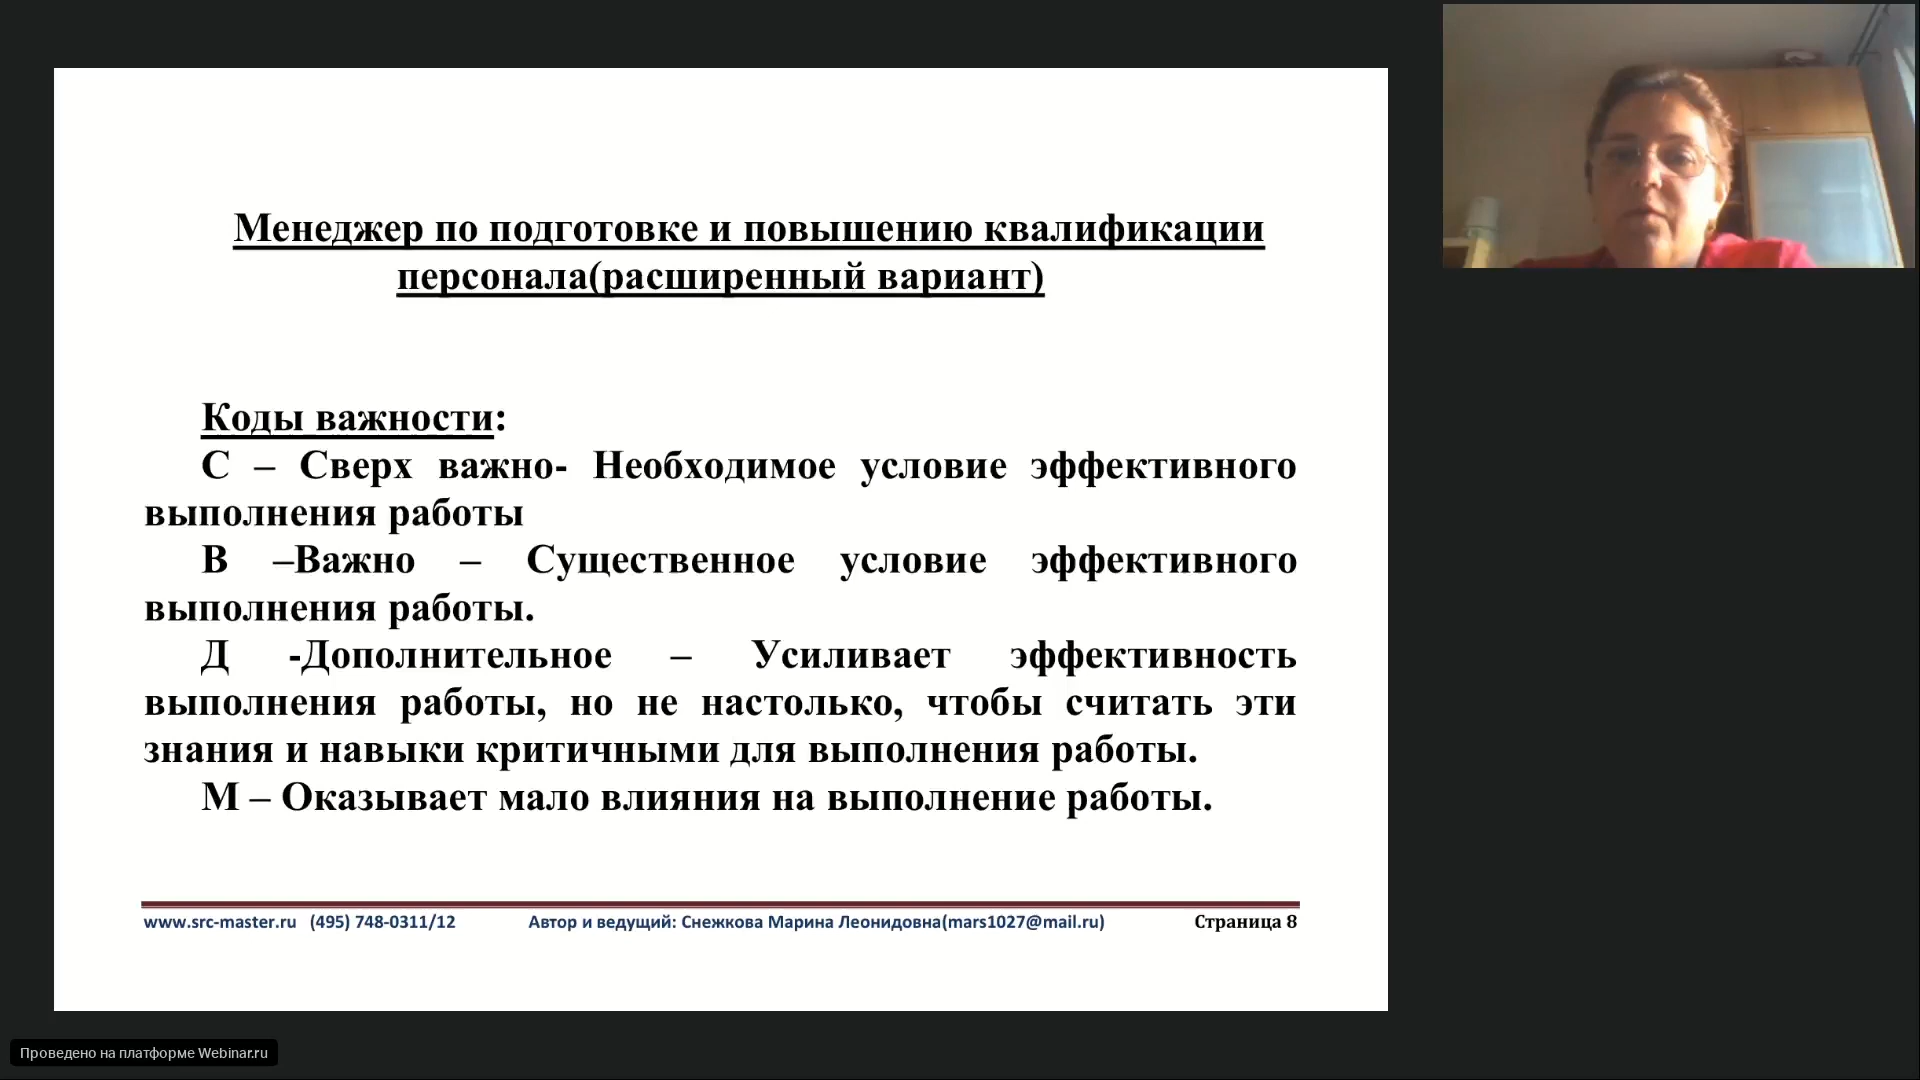 Менеджер по подготовке и повышению квалификации
персонала(расширенный вариант)
Коды важности:
С – Сверх важно- Необходимое условие эффективного
выполнения работы
В –Важно – Существенное условие эффективного
выполнения работы.
Д -Дополнительное – Усиливает эффективность
выполнения работы, но не настолько, чтобы считать эти
знания и навыки критичными для выполнения работы.
М – Оказывает мало влияния на выполнение работы.
www.src-master.ru (495) 748-0311/12 Автор и ведущий: Снежкова Марина Леонидовна(mars1027@mail.ru) Страница 8
Проведено на платформе Webinar.ru